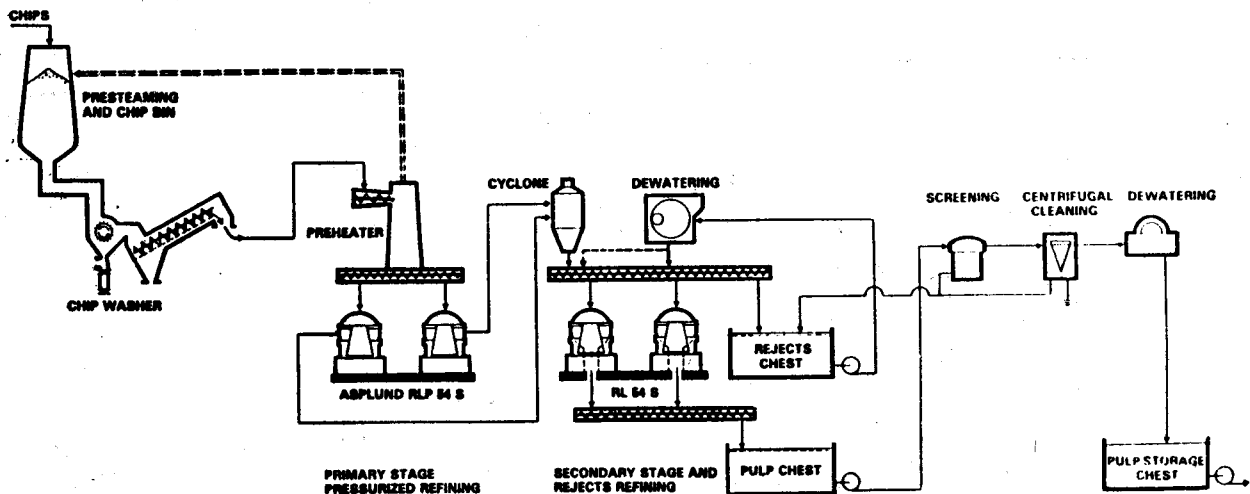 CHIPS
PRESTEAMING
AND CHIP BIN
CHIP WASHER
PREHEATER
ASPLUND RLP 54 S
PRIMARY STAGE
PRESSURIZED REFINING
CYCLONE
DEWATERING
RL 54 S
SECONDARY STAGE AND
REJECTS REFINING
REJECTS
CHEST
PULP CHEST
SCREENING
CENTRIFUGAL
CLEANING
DEWATERING
PULP STORAGE
CHEST